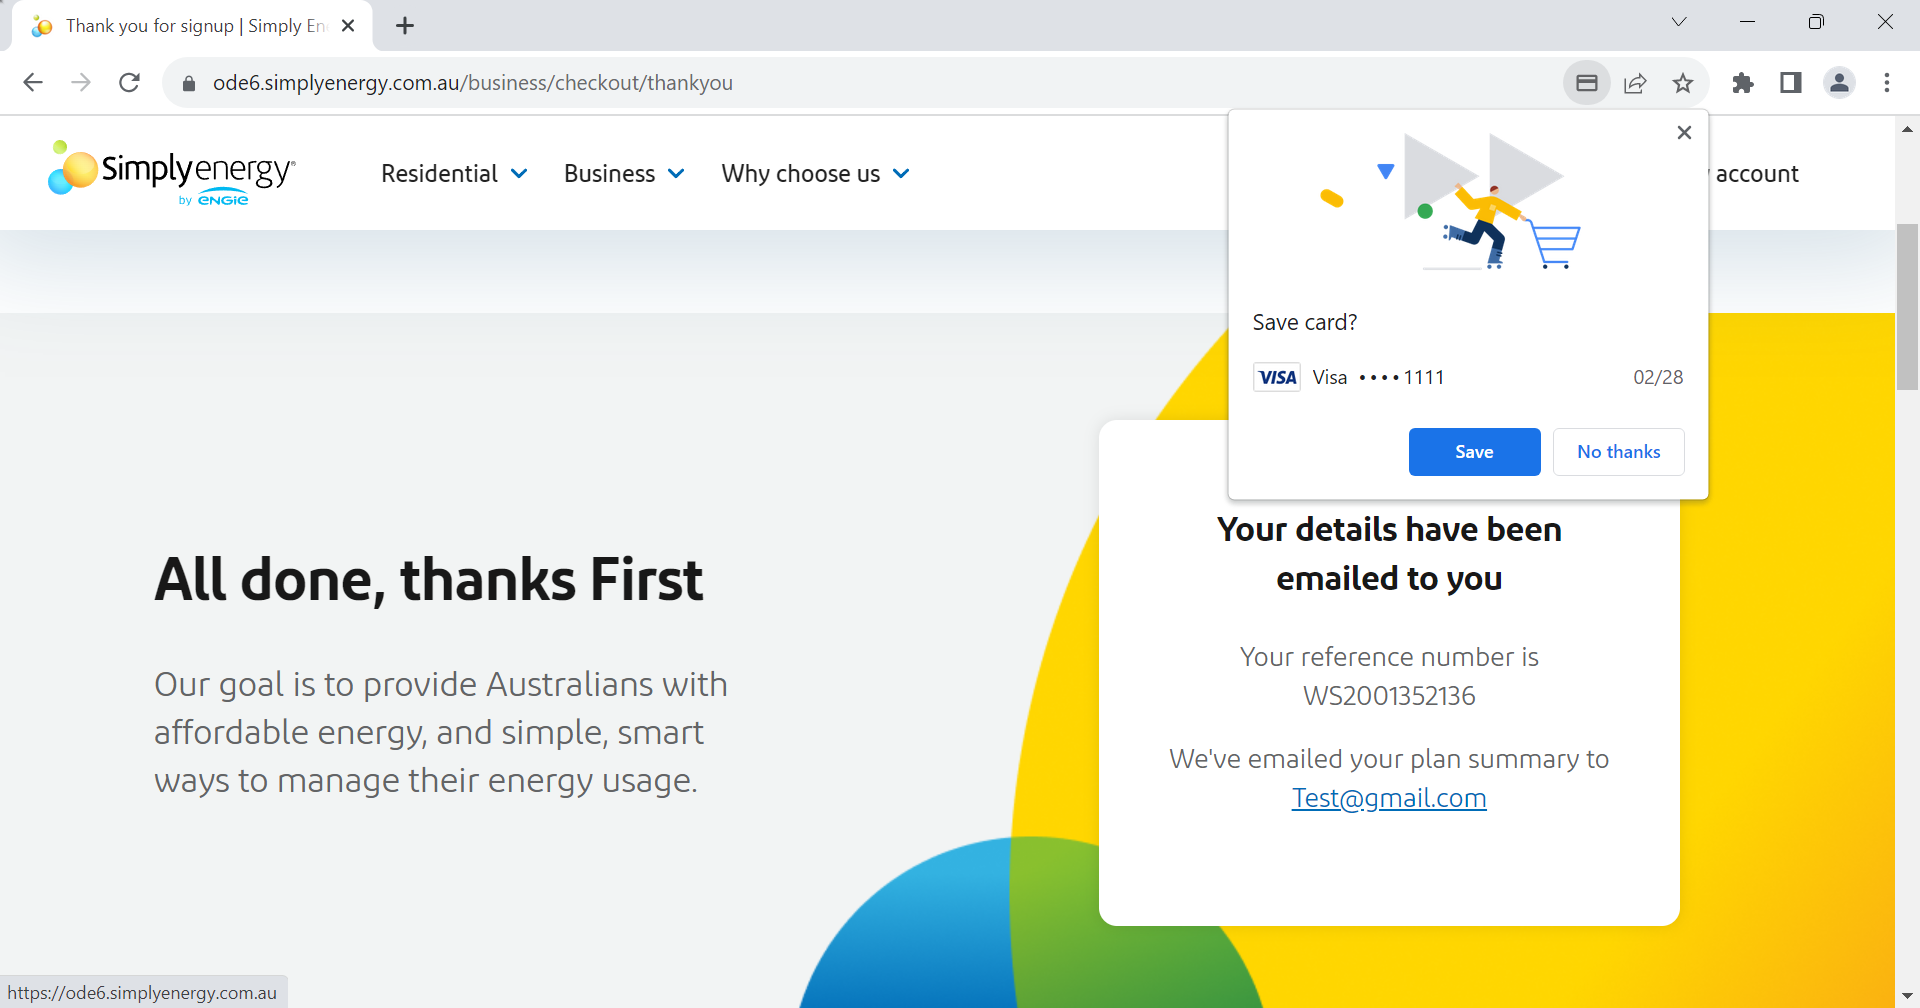 Thank you for signup | Simply En
ode6.simplyenergy.com.au/business/checkout/thankyou
Simplyenergy
by ENGIE
Residential
Business
Why choose us
account
Save card?
VISA Visa •••• 1111 02/28
Save
No thanks
All done, thanks First
Our goal is to provide Australians with
affordable energy, and simple, smart
ways to manage their energy usage.
Your details have been
emailed to you
Your reference number is
WS2001352136
We've emailed your plan summary to
Test@gmail.com
https://ode6.simplyenergy.com.au